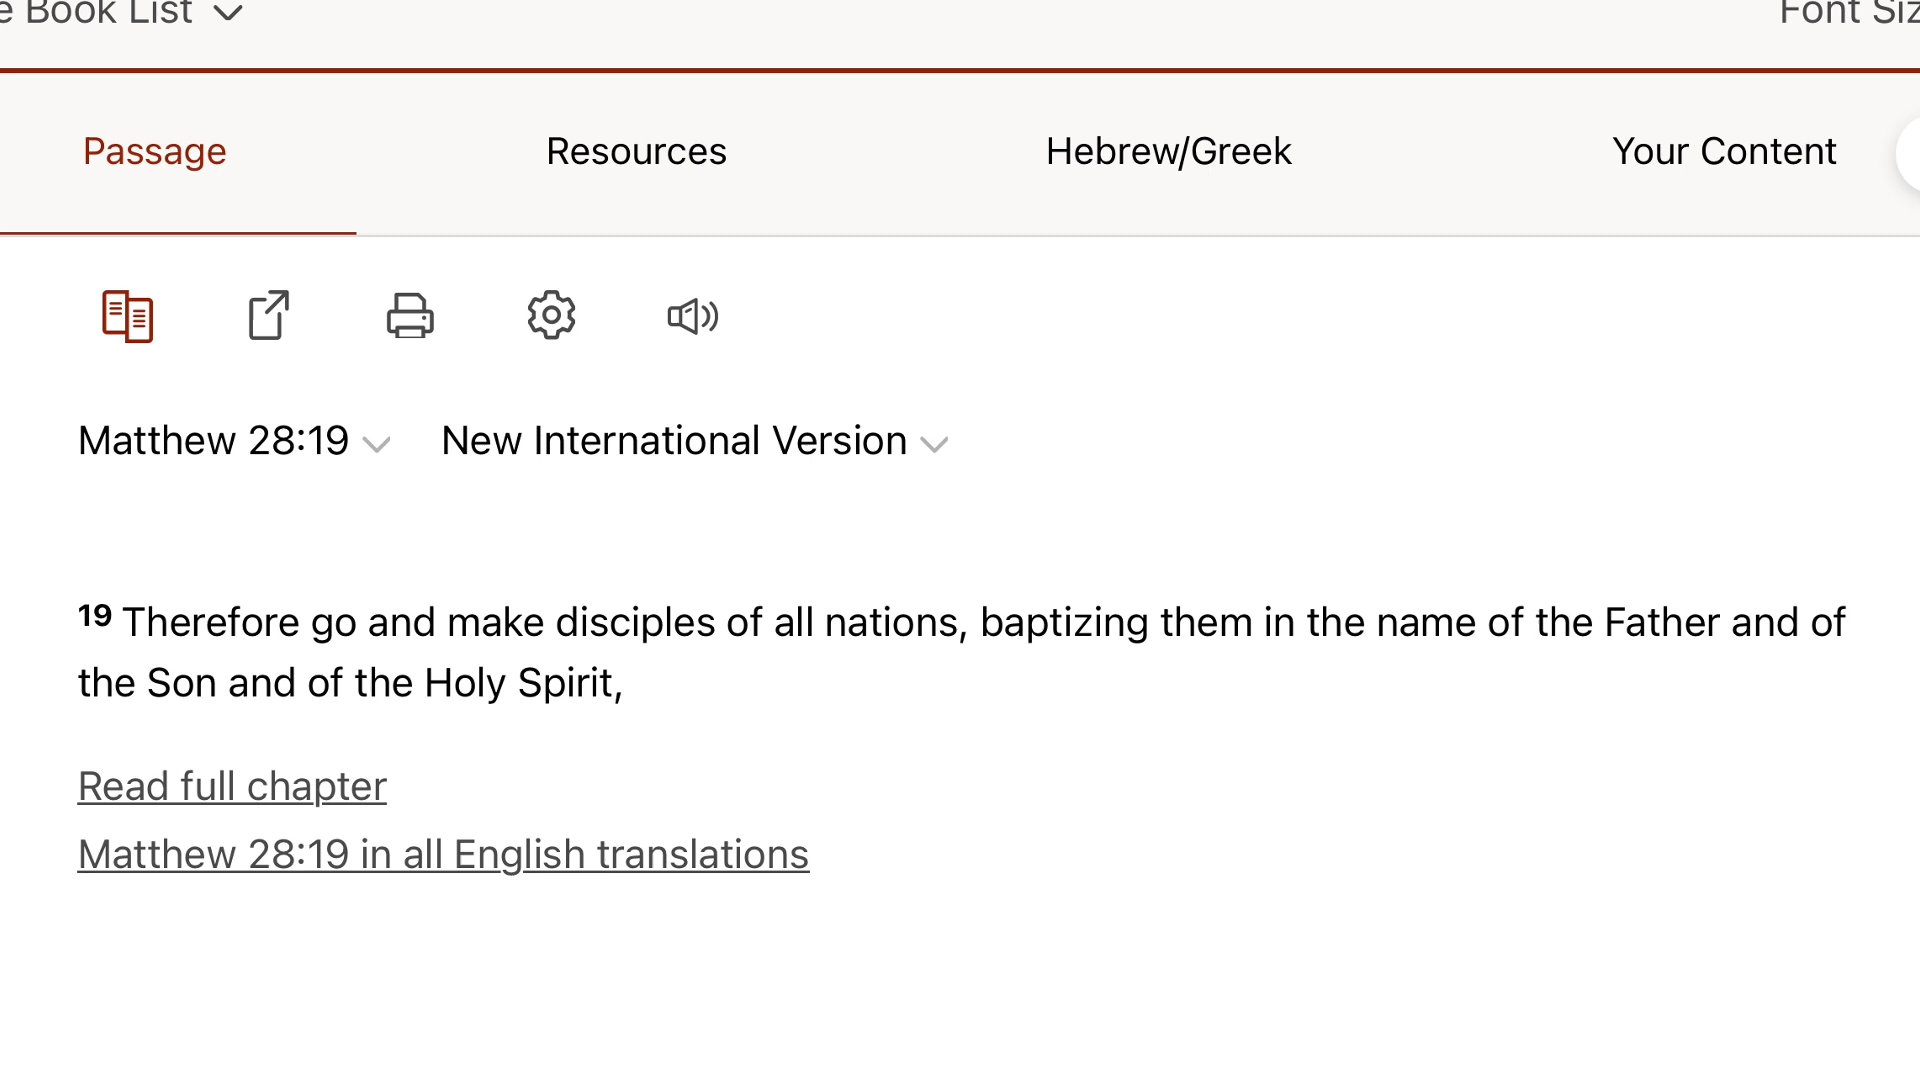 Book List
Font Siz
Passage
Resources
Hebrew/Greek
Your Content
Matthew 28:19
New International Version
19 Therefore go and make disciples of all nations, baptizing them in the name of the Father and of
the Son and of the Holy Spirit,
Read full chapter
Matthew 28:19 in all English translations